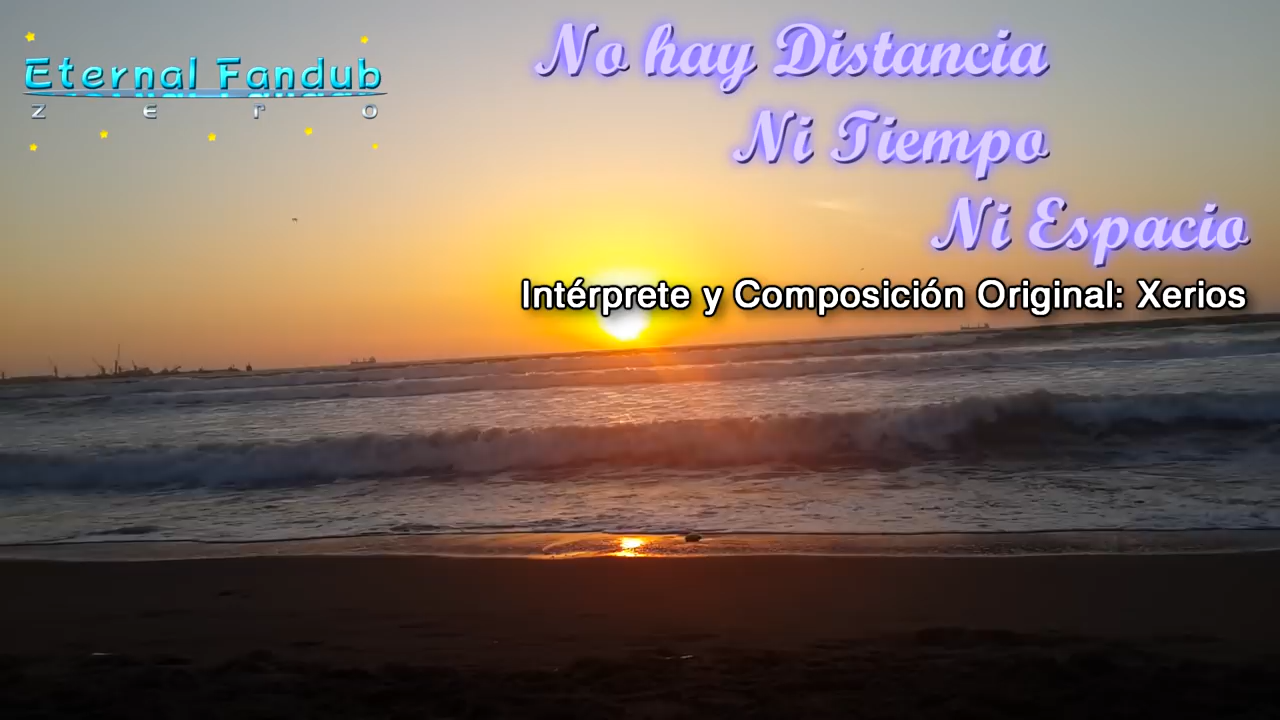 Eternal Fandub
zero
No hay Distancia
Ni Tiempo
Ni Espacio
Intérprete y Composición Original: Xerios